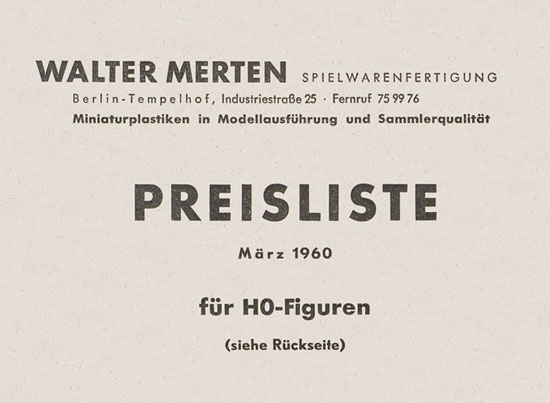 WALTER MERTEN SPIELWARENFERTIGUNG
Berlin-Tempelhof, Industriestraße 25 · Fernruf 75 99 76
Miniaturplastiken in Modellausführung und Sammlerqualität
PREISLISTE
März 1960
für H0-Figuren
(siehe Rückseite)